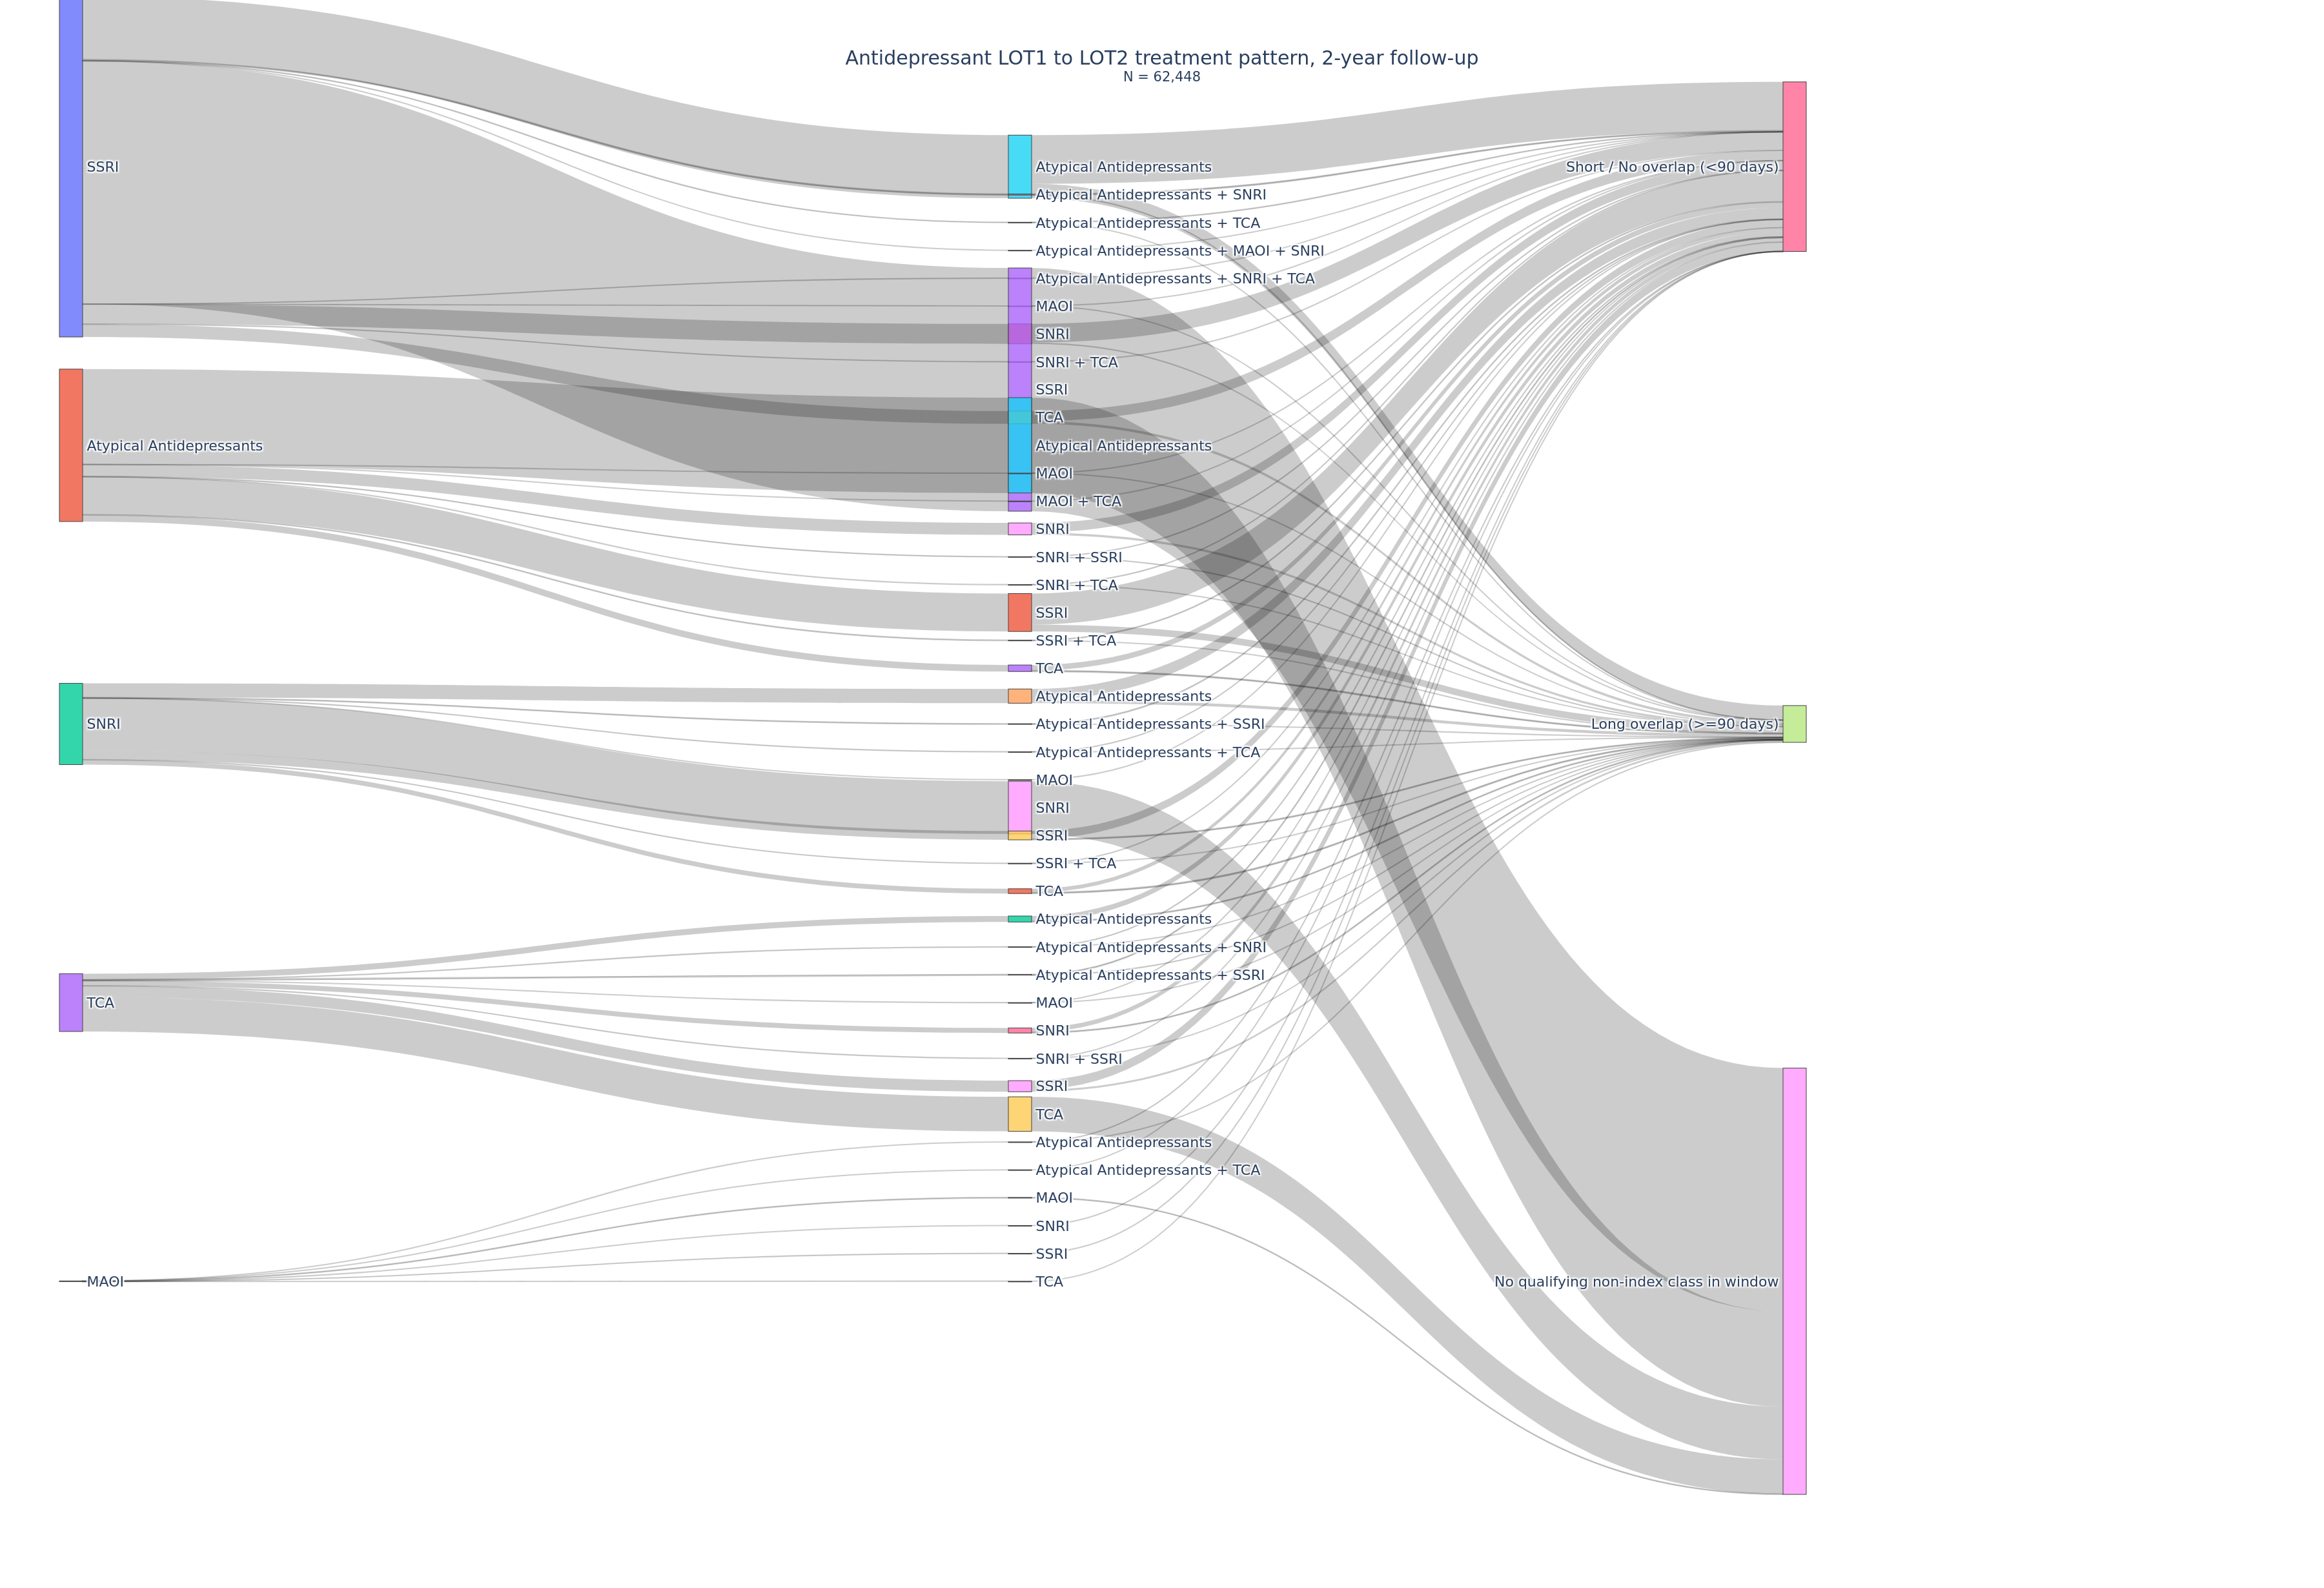 Antidepressant LOT1 to LOT2 treatment pattern, 2-year follow-up
N = 62,448
SSRI
Atypical Antidepressants
SNRI
TCA
MAOI
Atypical Antidepressants
Atypical Antidepressants + SNRI
Atypical Antidepressants + TCA
Atypical Antidepressants + MAOI + SNRI
Atypical Antidepressants + SNRI + TCA
MAOI
SNRI
SNRI + TCA
SSRI
TCA
Atypical Antidepressants
MAOI
MAOI + TCA
SNRI
SNRI + SSRI
SNRI + TCA
SSRI
SSRI + TCA
TCA
Atypical Antidepressants
Atypical Antidepressants + SSRI
Atypical Antidepressants + TCA
MAOI
SNRI
SSRI
SSRI + TCA
TCA
Atypical Antidepressants
Atypical Antidepressants + SNRI
Atypical Antidepressants + SSRI
MAOI
SNRI
SNRI + SSRI
SSRI
TCA
Atypical Antidepressants
Atypical Antidepressants + TCA
MAOI
SNRI
SSRI
TCA
Short / No overlap (<90 days)
Long overlap (>=90 days)
No qualifying non-index class in window